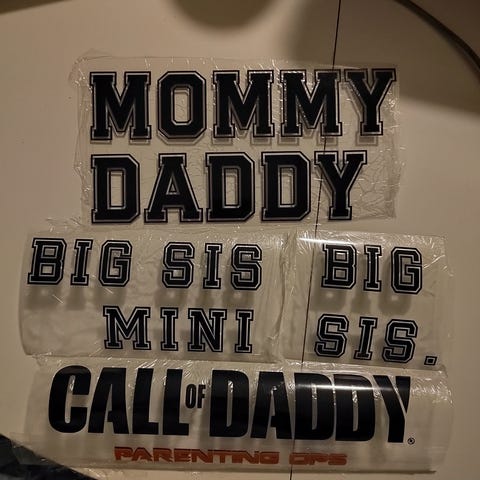 MOMMY
DADDY
BIG SIS
MINI
BIG
SIS.
CALL OF DADDY®
PARENTING OPS